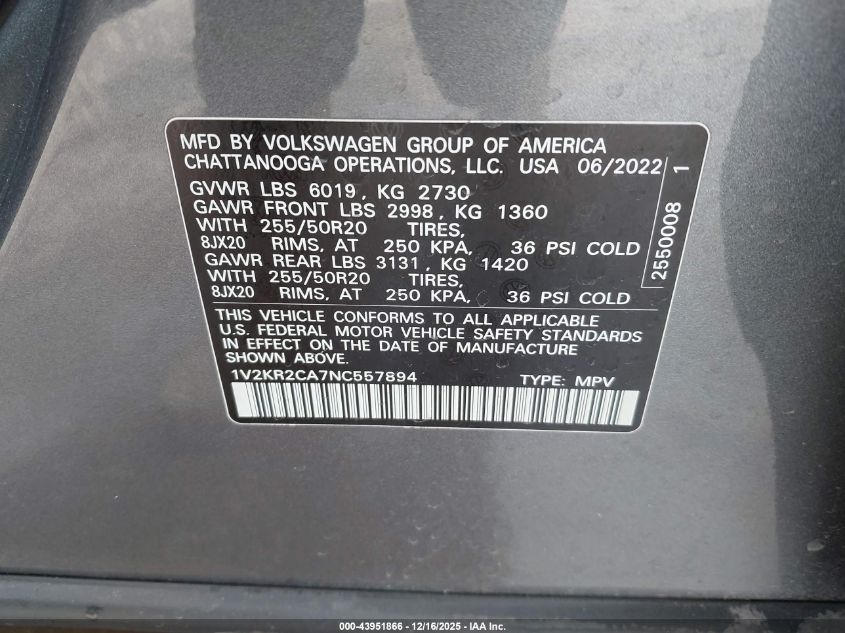 MFD BY VOLKSWAGEN GROUP OF AMERICA
CHATTANOOGA OPERATIONS, LLC. USA 06/2022
GVWR LBS 6019, KG 2730
GAWR FRONT LBS 2998, KG 1360
WITH 255/50R20 TIRES,
8JX20 RIMS, AT 250 KPA, 36 PSI COLD
GAWR REAR LBS 3131, KG 1420
WITH 255/50R20 TIRES,
8JX20 RIMS, AT 250 KPA, 36 PSI COLD
THIS VEHICLE CONFORMS TO ALL APPLICABLE
U.S. FEDERAL MOTOR VEHICLE SAFETY STANDARDS
IN EFFECT ON THE DATE OF MANUFACTURE
SHOWN ABOVE.
1V2KR2CA7NC557894 TYPE: MPV
2550008 1
000-43951866 - 12/16/2025 - IAA Inc.